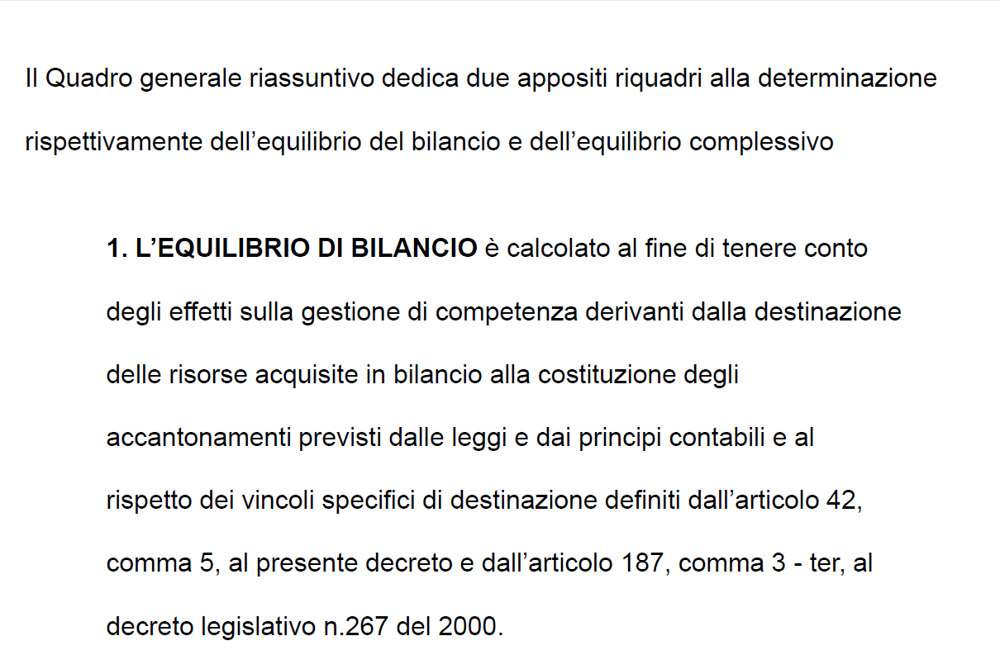 Il Quadro generale riassuntivo dedica due appositi riquadri alla determinazione
rispettivamente dell’equilibrio del bilancio e dell’equilibrio complessivo
1. L’EQUILIBRIO DI BILANCIO è calcolato al fine di tenere conto
degli effetti sulla gestione di competenza derivanti dalla destinazione
delle risorse acquisite in bilancio alla costituzione degli
accantonamenti previsti dalle leggi e dai principi contabili e al
rispetto dei vincoli specifici di destinazione definiti dall’articolo 42,
comma 5, al presente decreto e dall’articolo 187, comma 3 - ter, al
decreto legislativo n.267 del 2000.